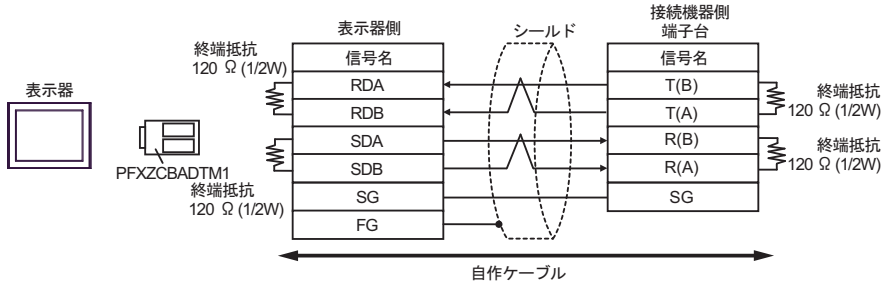 表示器
PFXZCBADTM1
終端抵抗
120 Ω (1/2W)
終端抵抗
120 Ω (1/2W)
表示器側
信号名
RDA
RDB
SDA
SDB
SG
FG
シールド
接続機器側
端子台
信号名
T(B)
T(A)
R(B)
R(A)
SG
終端抵抗
120 Ω (1/2W)
終端抵抗
120 Ω (1/2W)
自作ケーブル